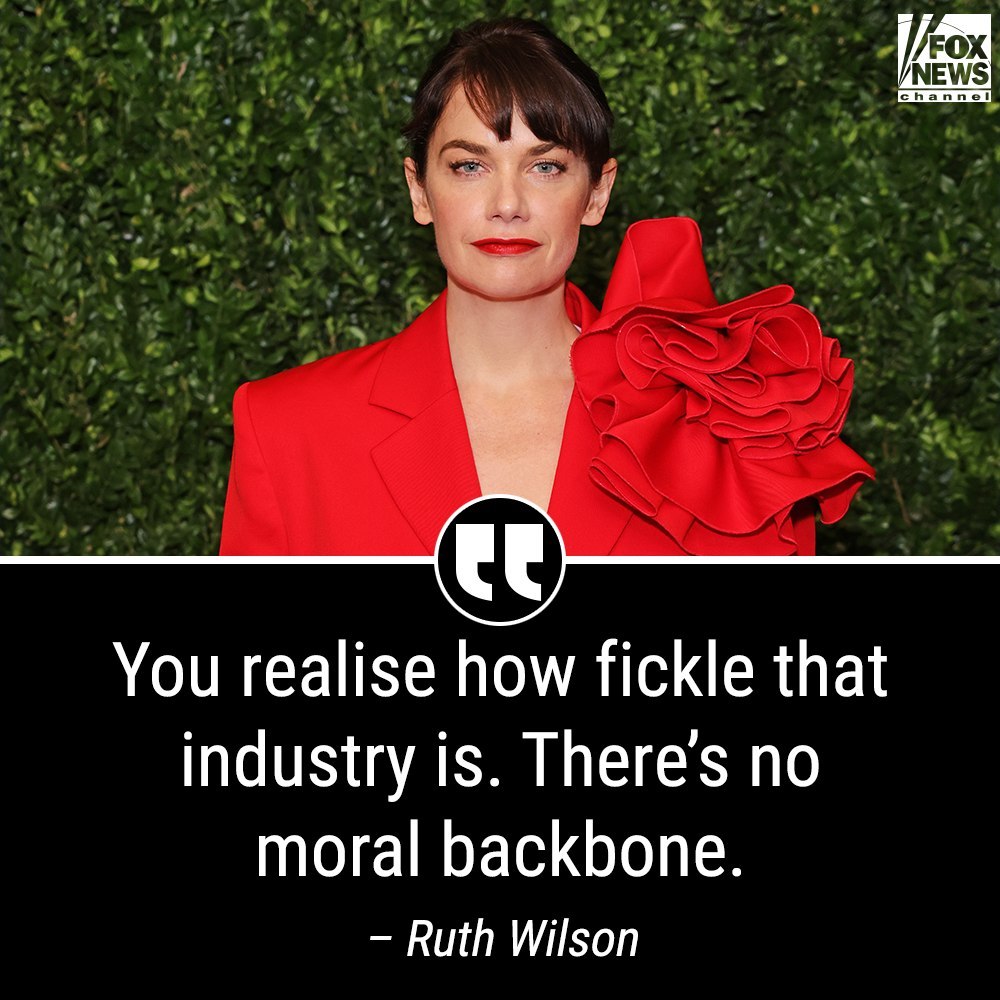 FOX
NEWS
channel
You realise how fickle that
industry is. There’s no
moral backbone.
– Ruth Wilson